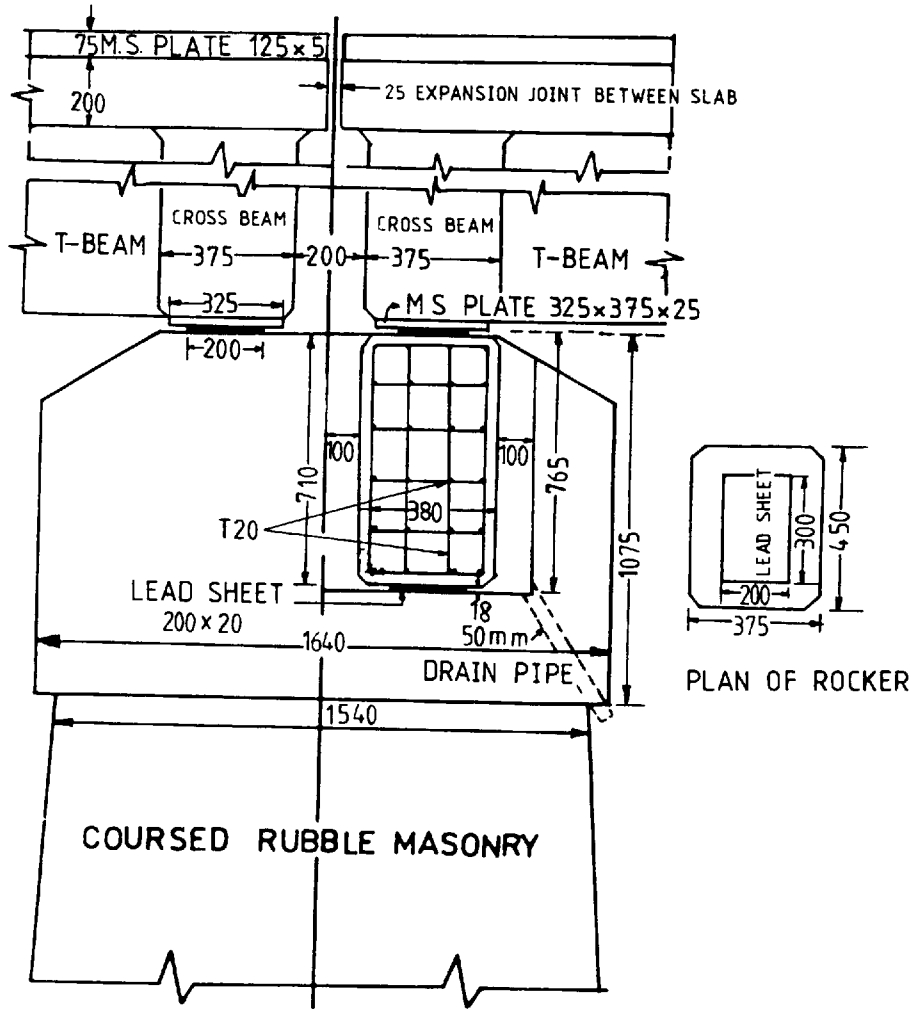 75 M.S. PLATE 125×5
200
25 EXPANSION JOINT BETWEEN SLAB
CROSS BEAM
CROSS BEAM
T-BEAM
375
200
375
T-BEAM
325
M S PLATE 325×375×25
200
100
100
710
765
380
1075
T20
LEAD SHEET
200 × 20
18
50mm
1640
DRAIN PIPE
1540
COURSED RUBBLE MASONRY
LEAD SHEET
300
450
200
375
PLAN OF ROCKER